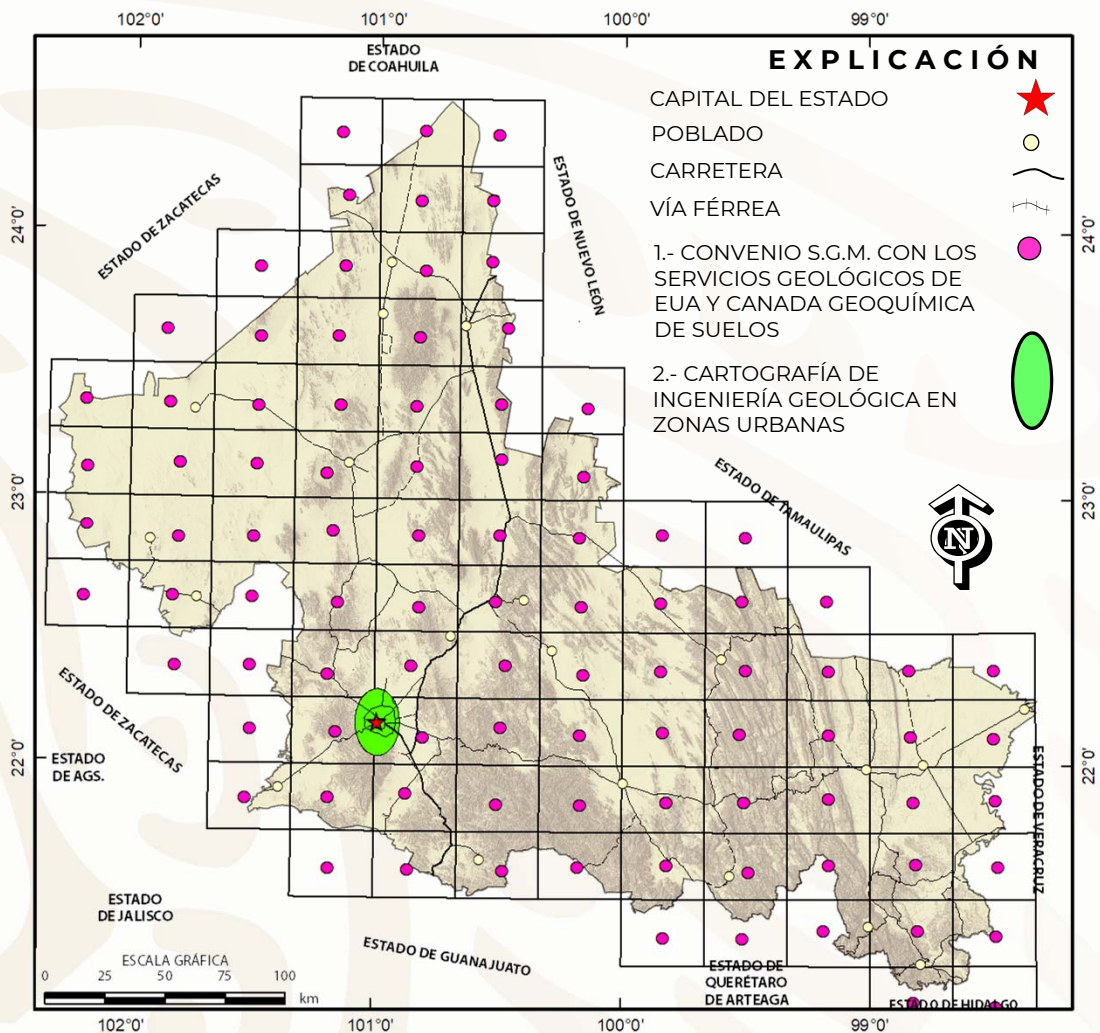 102°0' 101°0' 100°0' 99°0'
ESTADO
DE COAHUILA
EXPLICACIÓN
CAPITAL DEL ESTADO
POBLADO
CARRETERA
VÍA FÉRREA
1.- CONVENIO S.G.M. CON LOS
SERVICIOS GEOLÓGICOS DE
EUA Y CANADA GEOQUÍMICA
DE SUELOS
2.- CARTOGRAFÍA DE
INGENIERÍA GEOLÓGICA EN
ZONAS URBANAS
ESTADO DE ZACATECAS
ESTADO DE NUEVO LEÓN
24°0'
24°0'
23°0'
23°0'
ESTADO DE TAMAULIPAS
N
ESTADO DE ZACATECAS
22°0'
22°0'
ESTADO
DE AGS.
ESTADO DE VERACRUZ
ESTADO
DE JALISCO
ESTADO DE GUANAJUATO
ESTADO DE
QUERÉTARO
DE ARTEAGA
ESTADO DE HIDALGO
ESCALA GRÁFICA
0 25 50 75 100
km
102°0' 101°0' 100°0' 99°0'